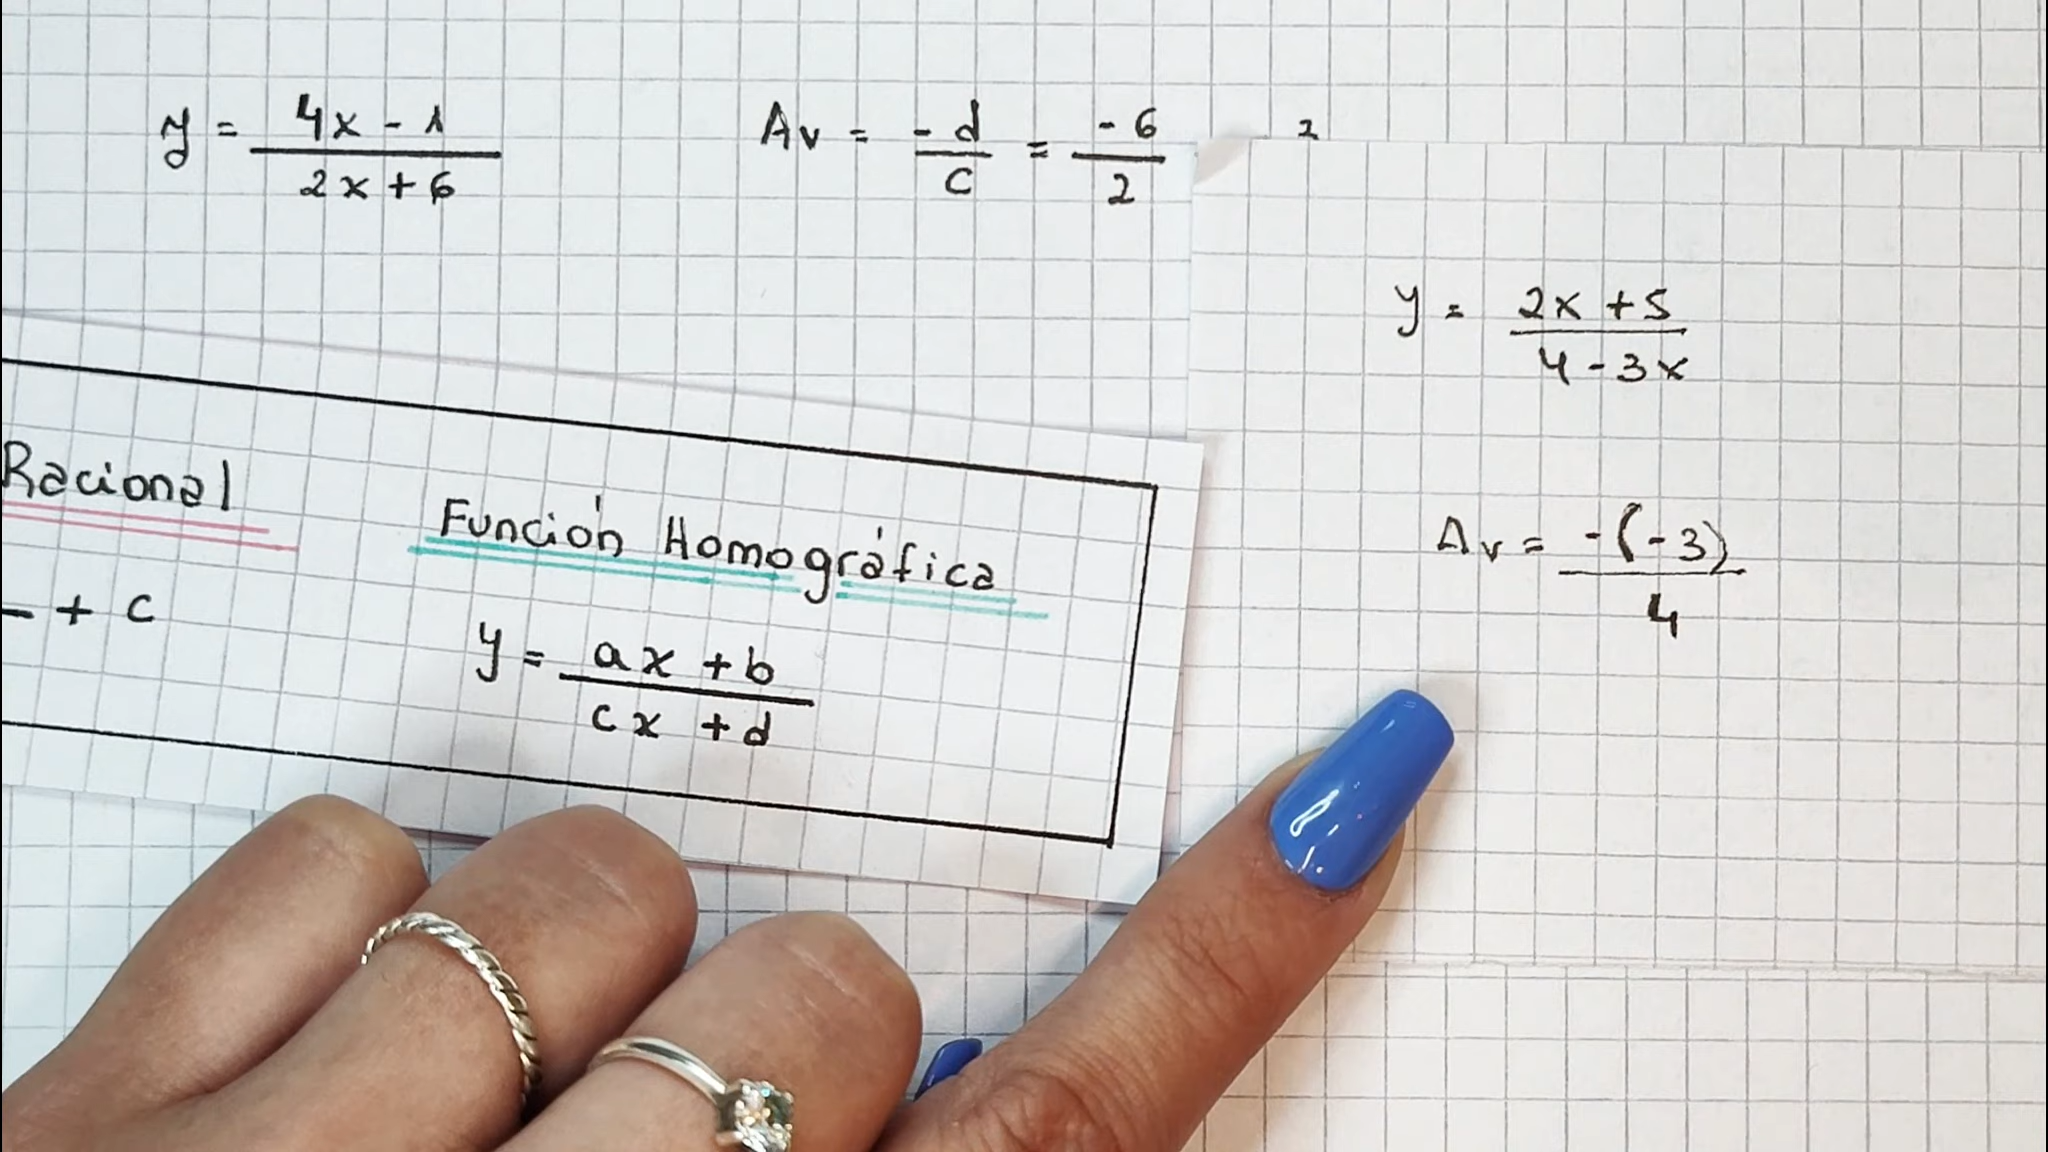 y = 4x - 1 / 2x + 6
Av = -d / c = -6 / 2
y = 2x + 5 / 4 - 3x
Av = -(-3) / 4
Racional
+ c
Función Homográfica
y = ax + b / cx + d